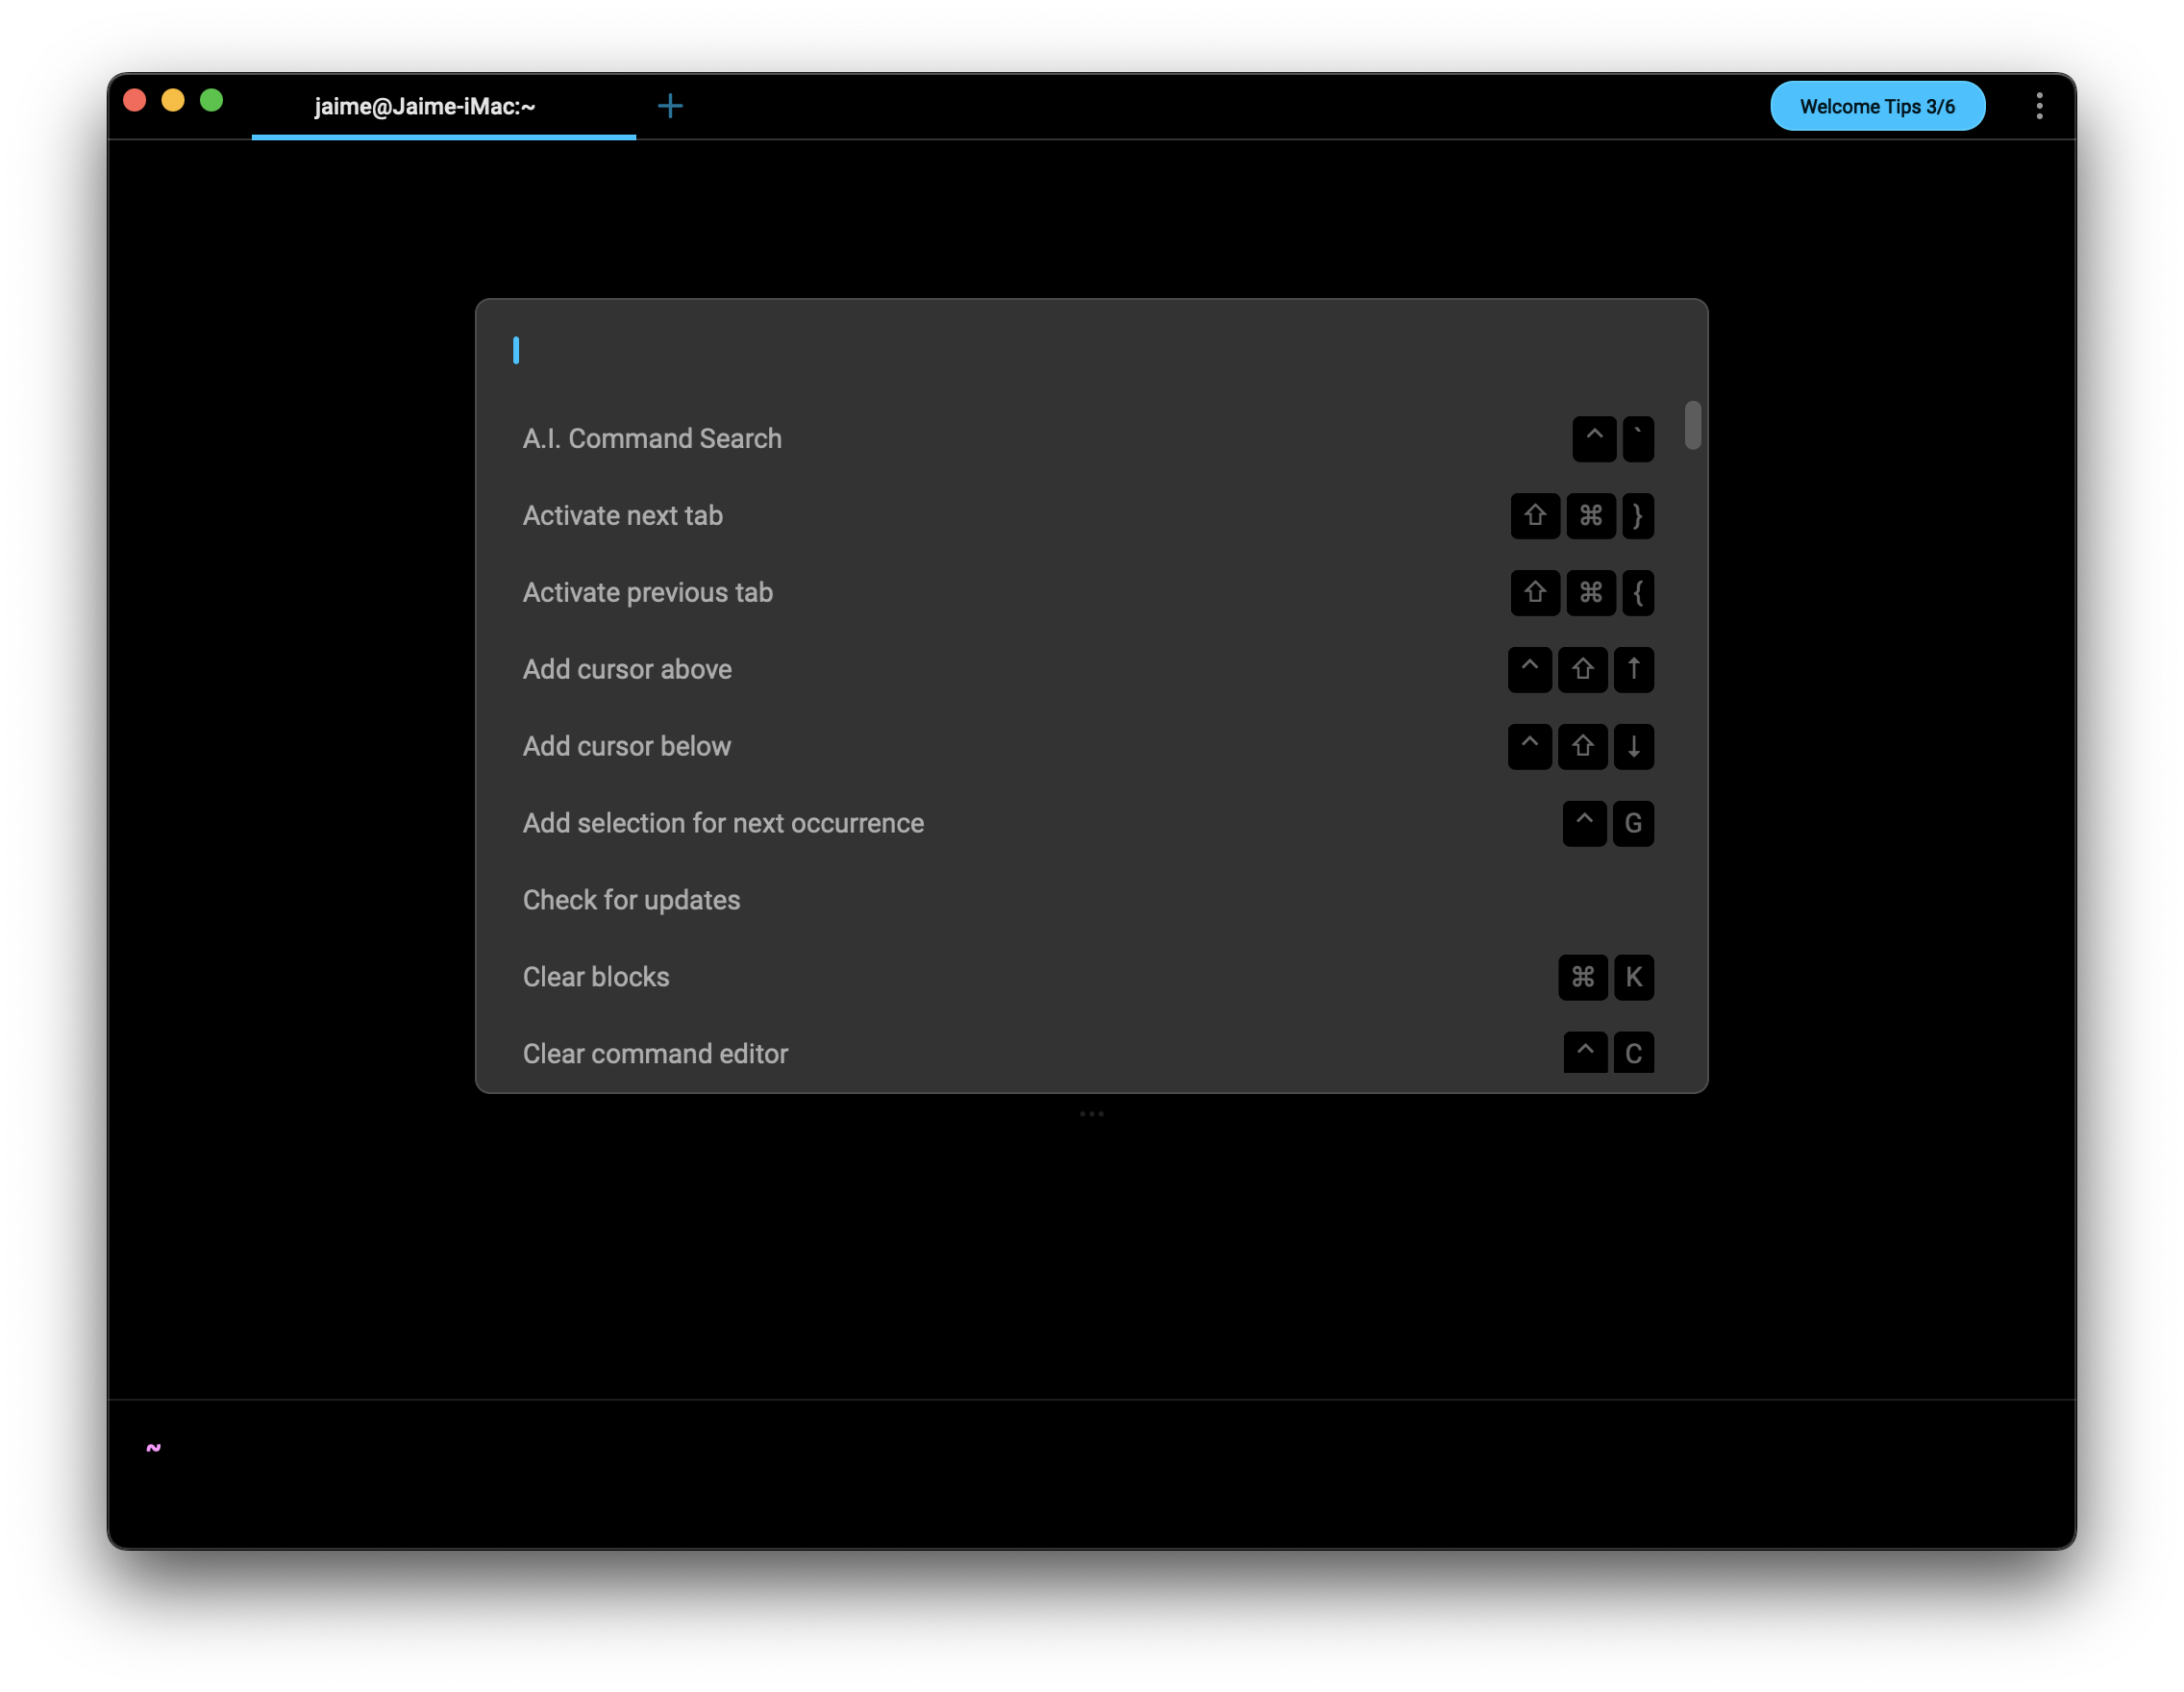 jaime@Jaime-iMac:~ +
Welcome Tips 3/6
A.I. Command Search ^ `
Activate next tab ⇧ ⌘ }
Activate previous tab ⇧ ⌘ {
Add cursor above ^ ⇧ ↑
Add cursor below ^ ⇧ ↓
Add selection for next occurrence ^ G
Check for updates
Clear blocks ⌘ K
Clear command editor ^ C
~